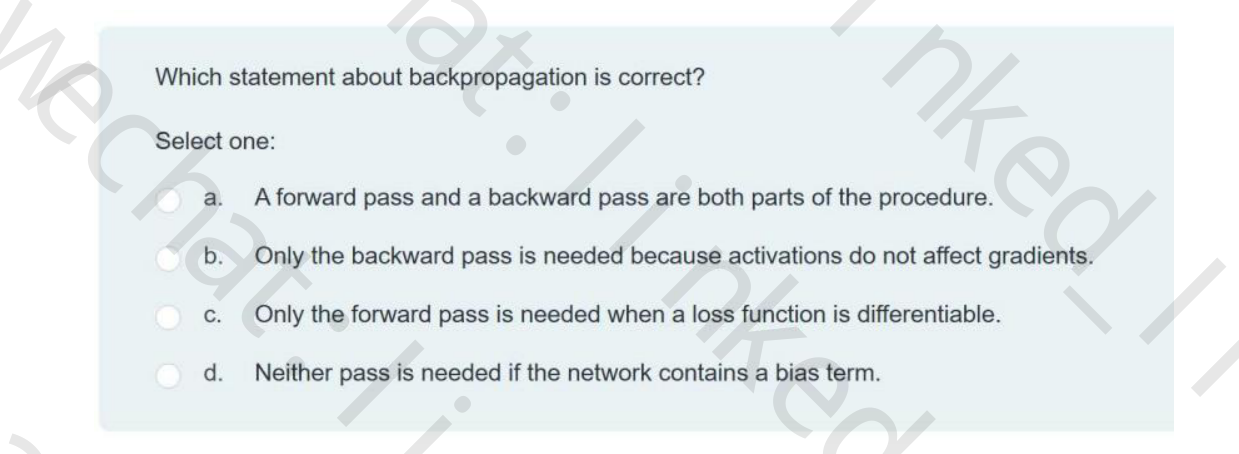 Which statement about backpropagation is correct?
Select one:
a. A forward pass and a backward pass are both parts of the procedure.
b. Only the backward pass is needed because activations do not affect gradients.
c. Only the forward pass is needed when a loss function is differentiable.
d. Neither pass is needed if the network contains a bias term.